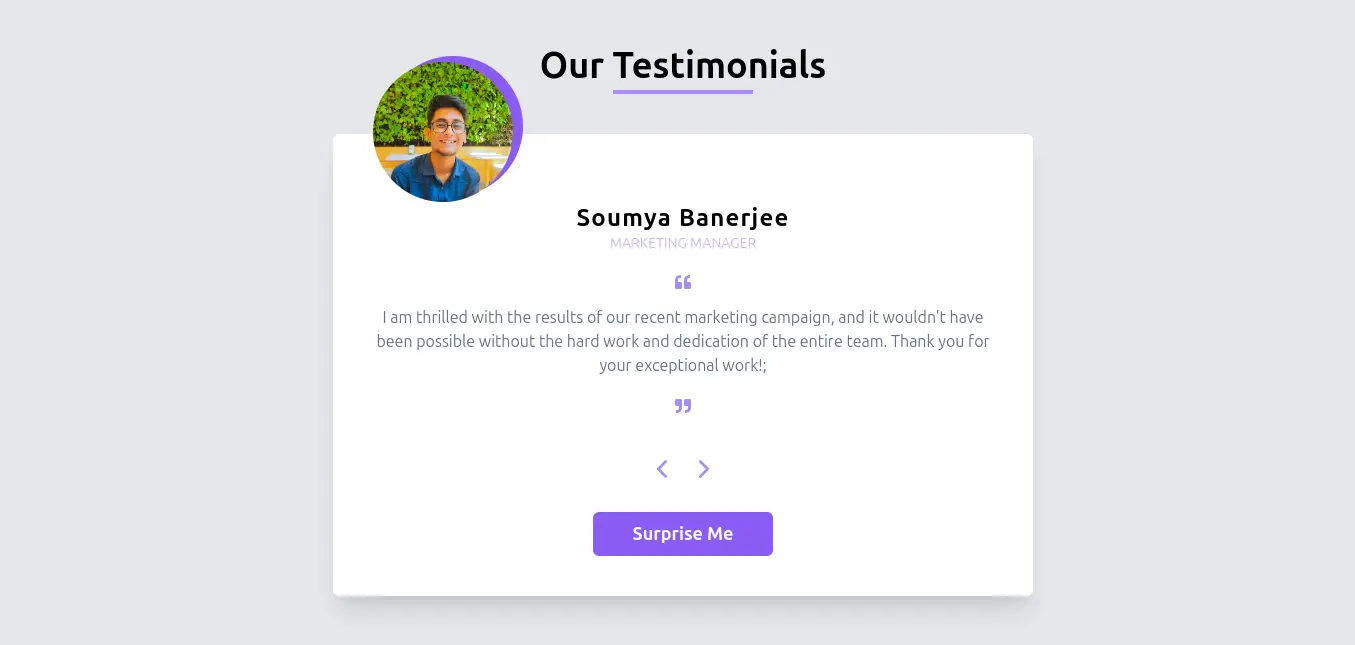 Our Testimonials
Soumya Banerjee
MARKETING MANAGER
❝
I am thrilled with the results of our recent marketing campaign, and it wouldn't have
been possible without the hard work and dedication of the entire team. Thank you for
your exceptional work!;
❞
Surprise Me